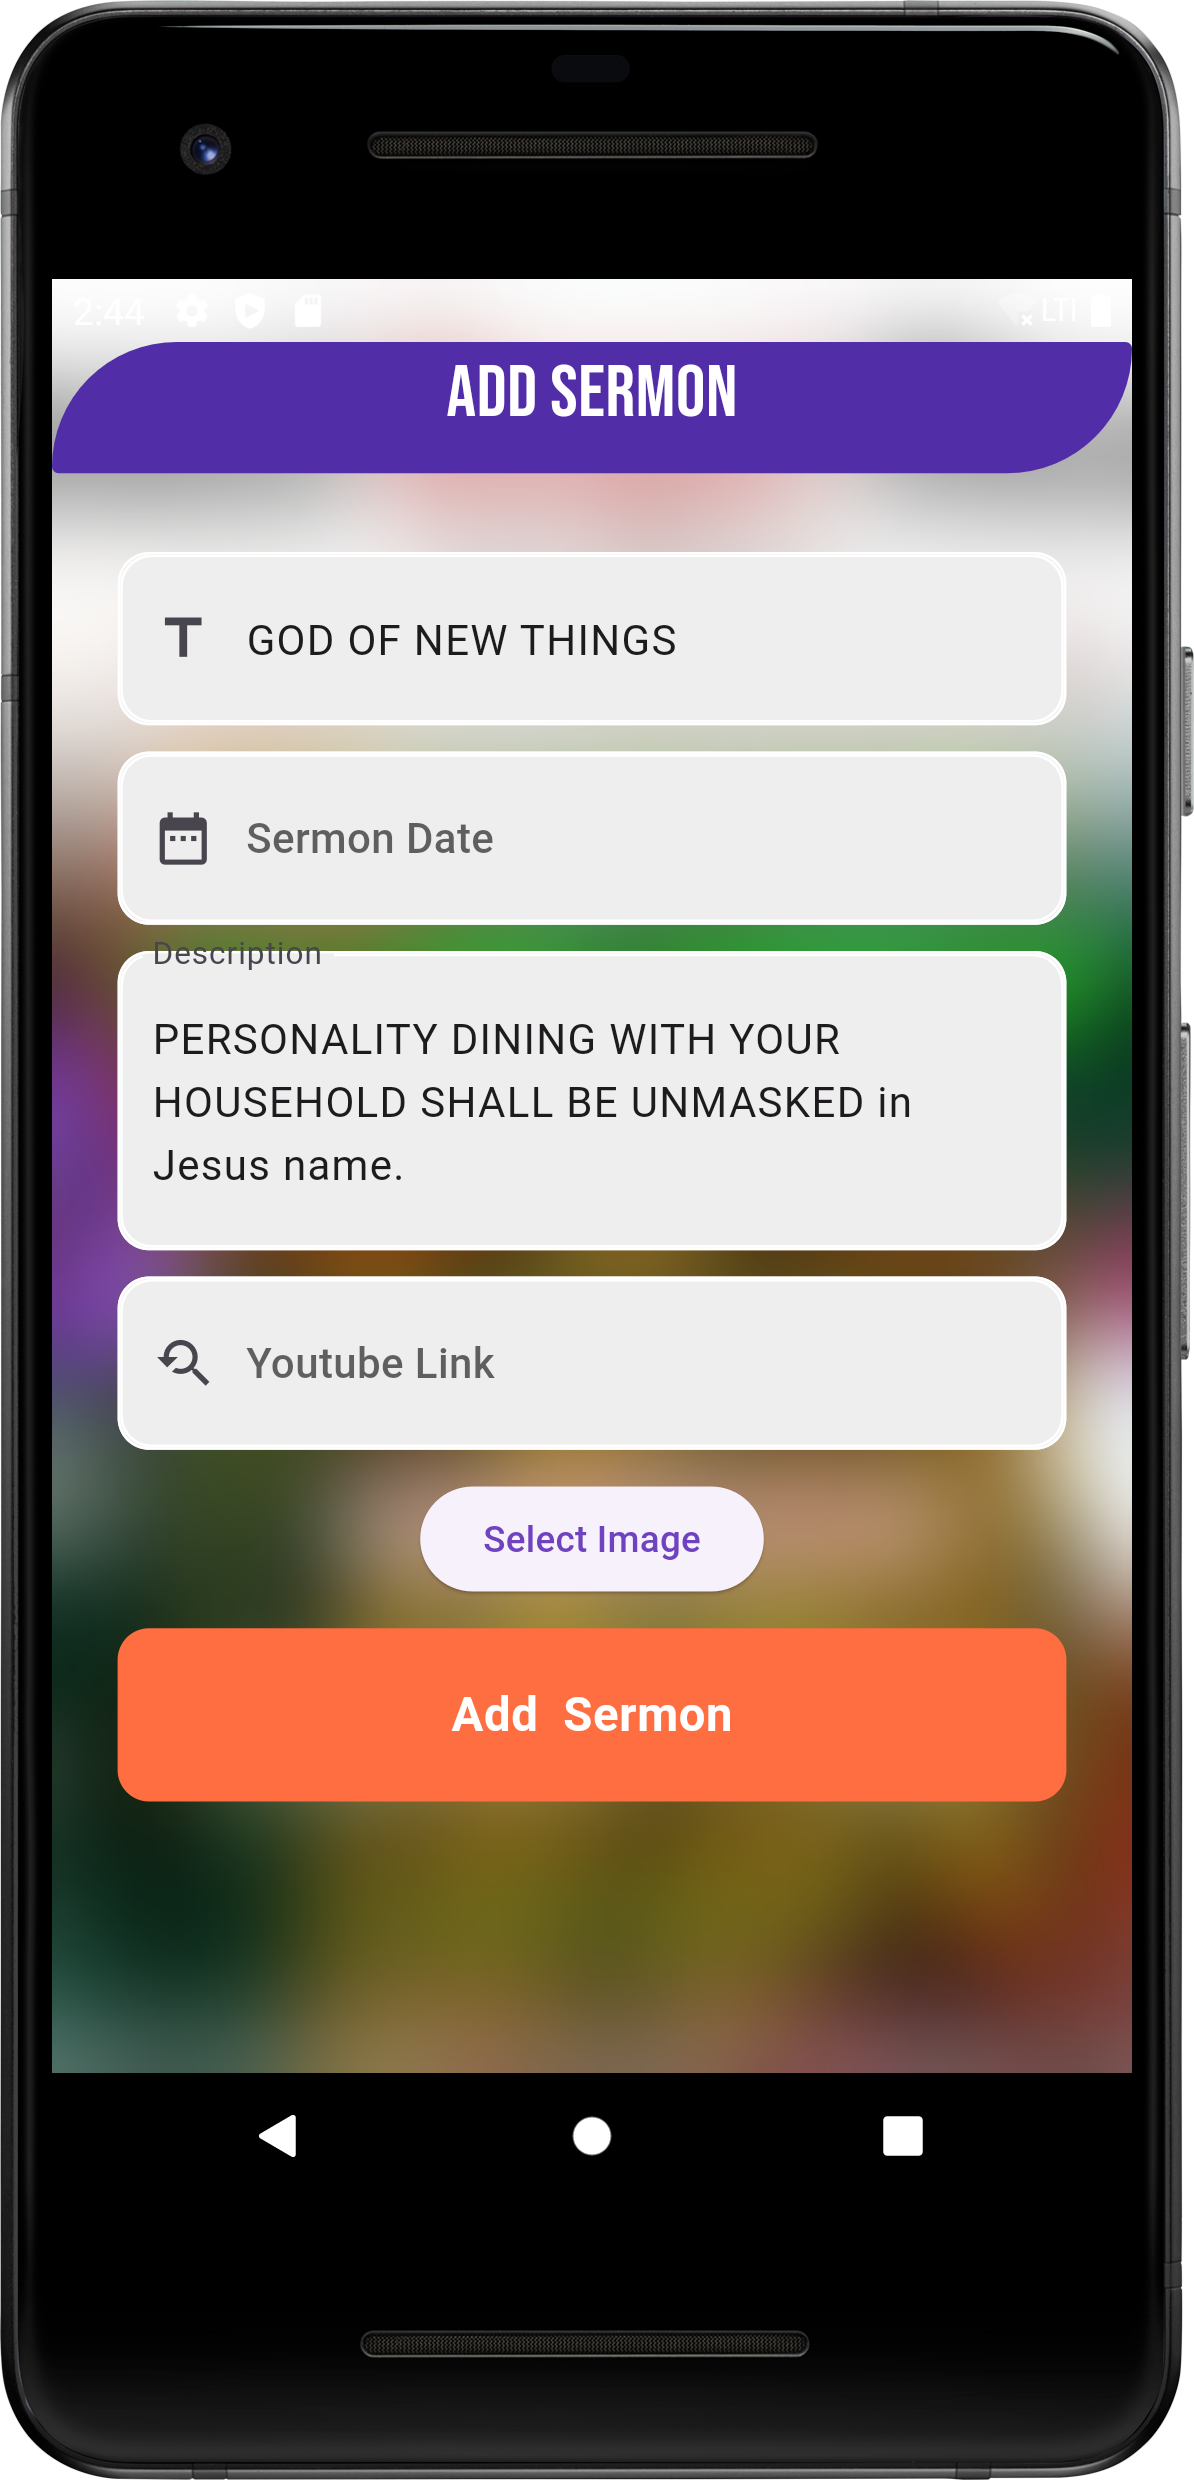 2:44 LTE
ADD SERMON
GOD OF NEW THINGS
Sermon Date
Description
PERSONALITY DINING WITH YOUR
HOUSEHOLD SHALL BE UNMASKED in
Jesus name.
Youtube Link
Select Image
Add Sermon